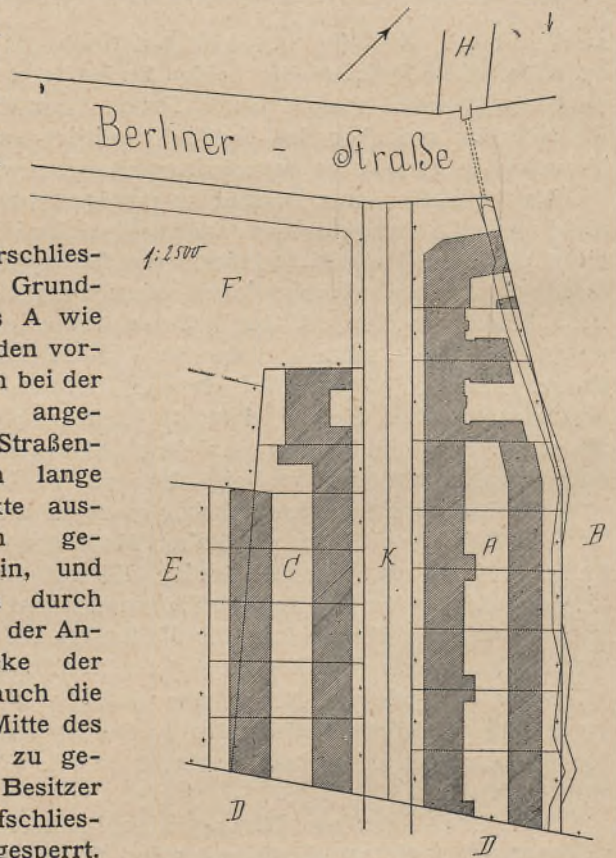 H
Berliner - Straße
1:2500
F
E
C
K
A
B
D
D
rschlies-
Grund-
s A wie
den vor-
n bei der
ange-
Straßen-
n lange
kte aus-
n ge-
in, und
durch
der An-
ke der
auch die
Mitte des
zu ge-
Besitzer
fschlies-
gesperrt.